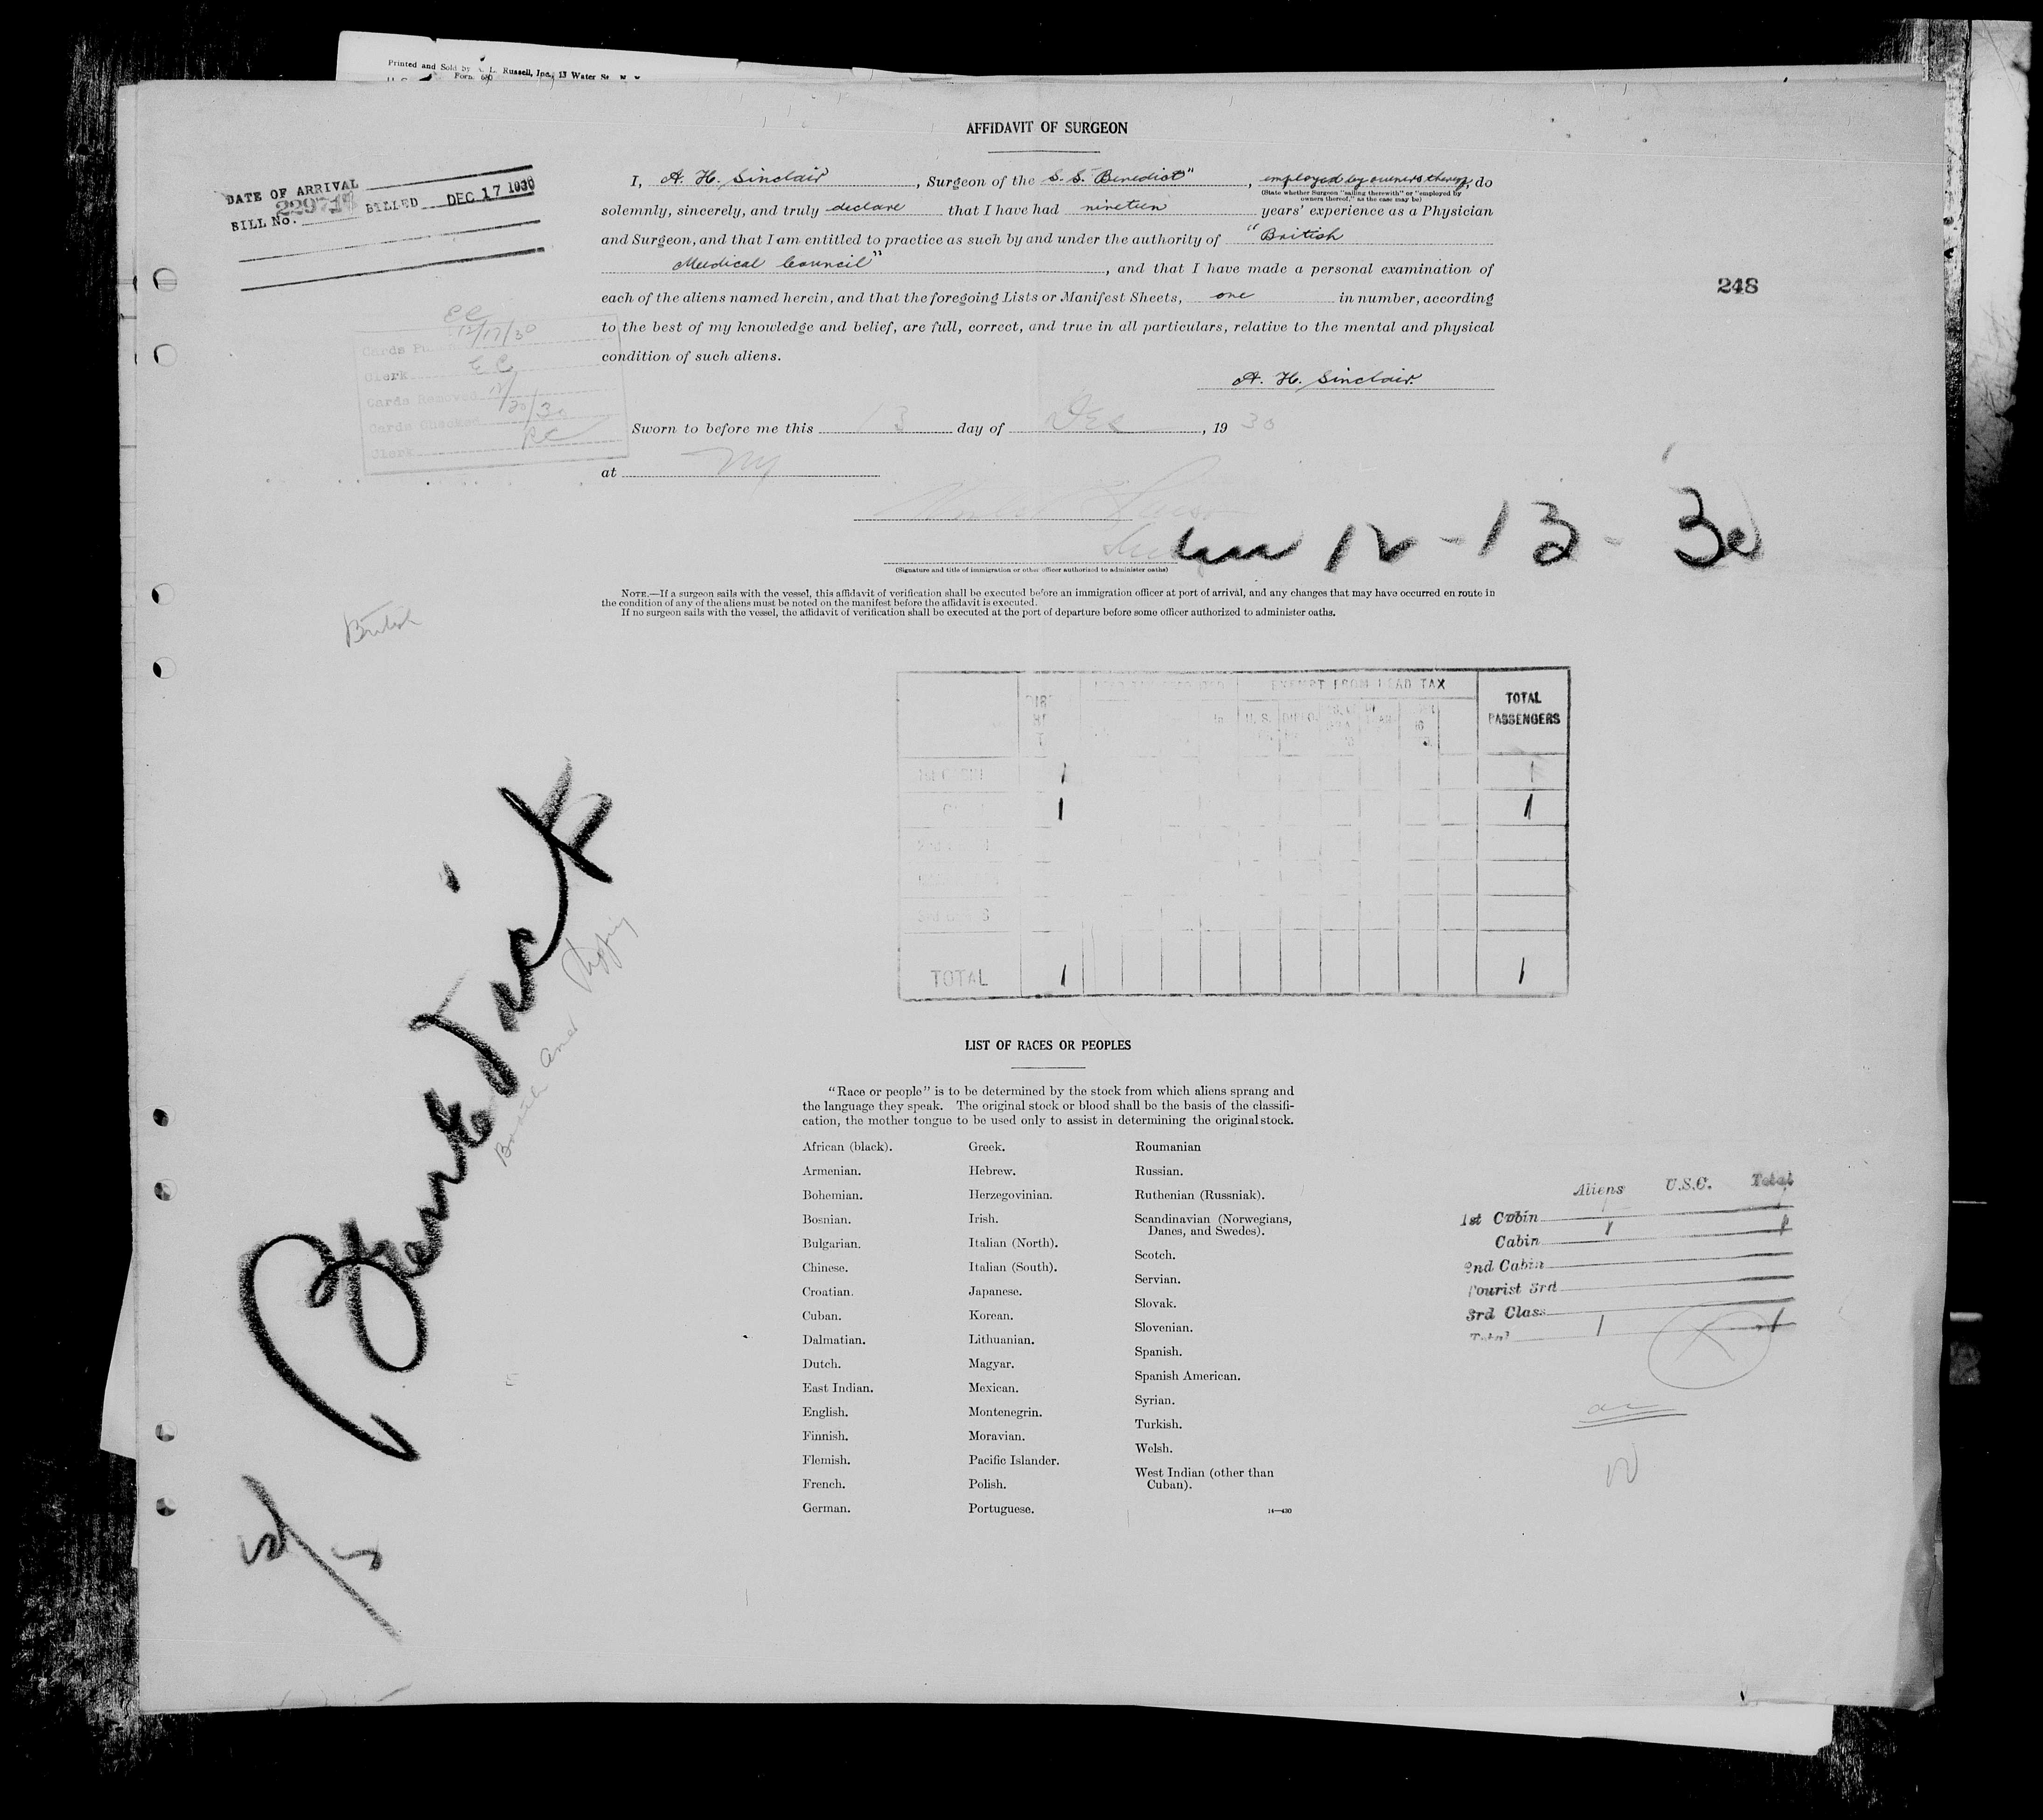 Printed and Sold by L. Russell, Inc., 13 Water St.
Form 680
AFFIDAVIT OF SURGEON
DATE OF ARRIVAL
BILL No. BILLED DEC 17 1930
I, A. H. Sinclair, Surgeon of the S.S. "Benedict", employed by owners thereof, do
(State whether Surgeon "sailing therewith" or "employed by
owners thereof," as the case may be)
solemnly, sincerely, and truly declare that I have had nineteen years' experience as a Physician
and Surgeon, and that I am entitled to practice as such by and under the authority of "British
Medical Council", and that I have made a personal examination of
each of the aliens named herein, and that the foregoing Lists or Manifest Sheets, one in number, according
to the best of my knowledge and belief, are full, correct, and true in all particulars, relative to the mental and physical
condition of such aliens.
248
A. H. Sinclair.
EC
12/17/30
Cards
Clerk EC
Cards Removed
12/20/30
Cards Checked
Clerk
Sworn to before me this 13 day of Dec, 1930
at NY
12-13-30
(Signature and title of immigration or other officer authorized to administer oaths)
NOTE.—If a surgeon sails with the vessel, this affidavit of verification shall be executed before an immigration officer at port of arrival, and any changes that may have occurred en route in
the condition of any of the aliens must be noted on the manifest before the affidavit is executed.
If no surgeon sails with the vessel, the affidavit of verification shall be executed at the port of departure before some officer authorized to administer oaths.
British
EXEMPT FROM HEAD TAX
TOTAL
PASSENGERS
U.S.
1st CABIN 1 1
1 1
TOTAL 1 1
Benedict
LIST OF RACES OR PEOPLES
"Race or people" is to be determined by the stock from which aliens sprang and
the language they speak. The original stock or blood shall be the basis of the classifi-
cation, the mother tongue to be used only to assist in determining the original stock.
African (black).
Armenian.
Bohemian.
Bosnian.
Bulgarian.
Chinese.
Croatian.
Cuban.
Dalmatian.
Dutch.
East Indian.
English.
Finnish.
Flemish.
French.
German.
Greek.
Hebrew.
Herzegovinian.
Irish.
Italian (North).
Italian (South).
Japanese.
Korean.
Lithuanian.
Magyar.
Mexican.
Montenegrin.
Moravian.
Pacific Islander.
Polish.
Portuguese.
Roumanian
Russian.
Ruthenian (Russniak).
Scandinavian (Norwegians,
Danes, and Swedes).
Scotch.
Servian.
Slovak.
Slovenian.
Spanish.
Spanish American.
Syrian.
Turkish.
Welsh.
West Indian (other than
Cuban).
14—430
Aliens U.S.C. Total
1st Cabin
Cabin 1 1
2nd Cabin
Tourist 3rd
3rd Class
Total 1 1